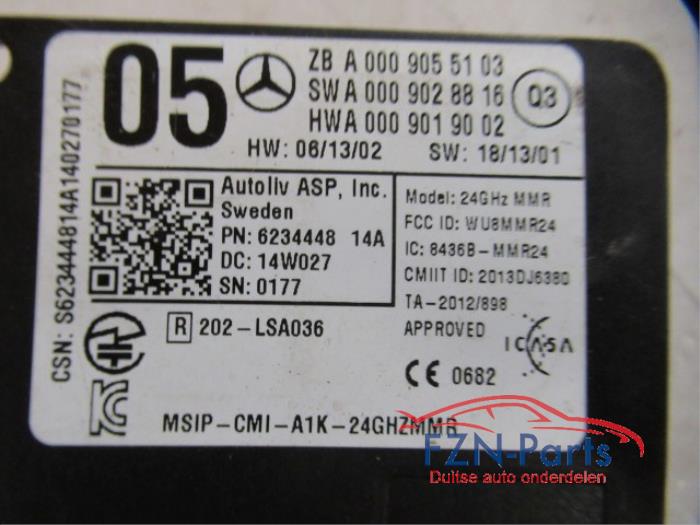 05
ZB A 000 905 51 03
SW A 000 902 88 16
HW A 000 901 90 02
Q3
HW: 06/13/02 SW: 18/13/01
CSN: S623444814A140270177
Autoliv ASP, Inc.
Sweden
PN: 6234448 14A
DC: 14W027
SN: 0177
Model: 24GHz MMR
FCC ID: WU8MMR24
IC: 8436B-MMR24
CMIIT ID: 2013DJ6380
TA-2012/898
APPROVED
ICASA
R 202-LSA036
CE 0682
MSIP-CMI-A1K-24GHZMMR
FZN-Parts
Duitse auto onderdelen